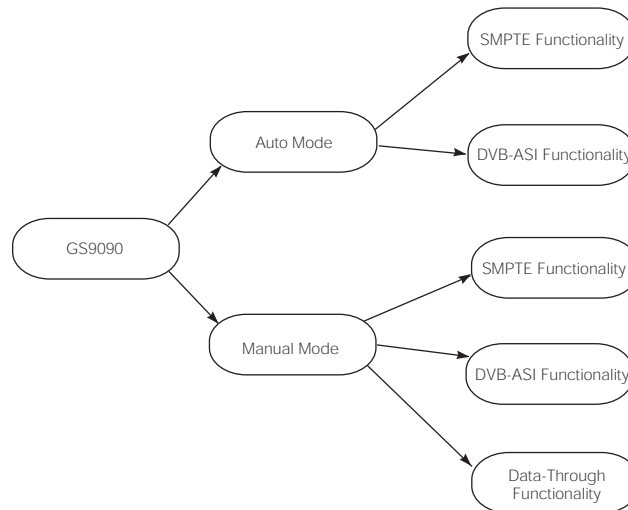 SMPTE Functionality
Auto Mode
DVB-ASI Functionality
GS9090
SMPTE Functionality
Manual Mode
DVB-ASI Functionality
Data-Through
Functionality